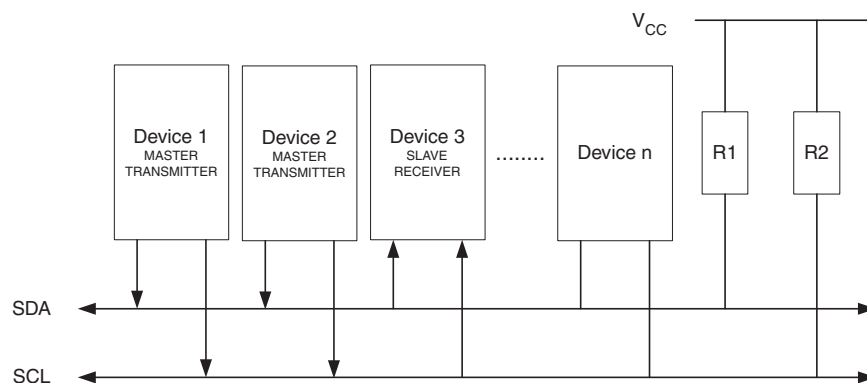 VCC
Device 1
MASTER
TRANSMITTER
Device 2
MASTER
TRANSMITTER
Device 3
SLAVE
RECEIVER
........
Device n
R1
R2
SDA
SCL